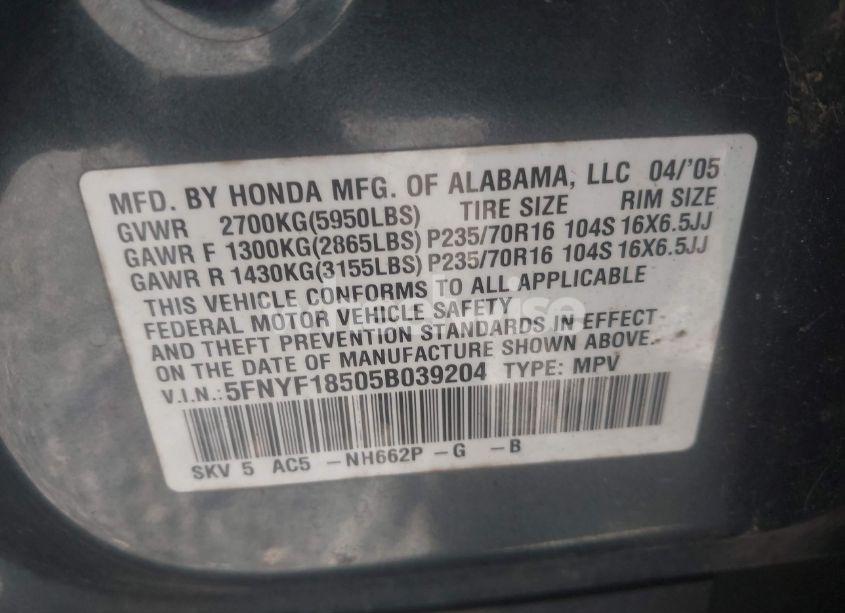 MFD. BY HONDA MFG. OF ALABAMA, LLC 04/'05
GVWR 2700KG(5950LBS) TIRE SIZE RIM SIZE
GAWR F 1300KG(2865LBS) P235/70R16 104S 16X6.5JJ
GAWR R 1430KG(3155LBS) P235/70R16 104S 16X6.5JJ
THIS VEHICLE CONFORMS TO ALL APPLICABLE
FEDERAL MOTOR VEHICLE SAFETY
AND THEFT PREVENTION STANDARDS IN EFFECT
ON THE DATE OF MANUFACTURE SHOWN ABOVE.
V.I.N.: 5FNYF18505B039204 TYPE: MPV
SKV 5 AC5 -NH662P -G -B